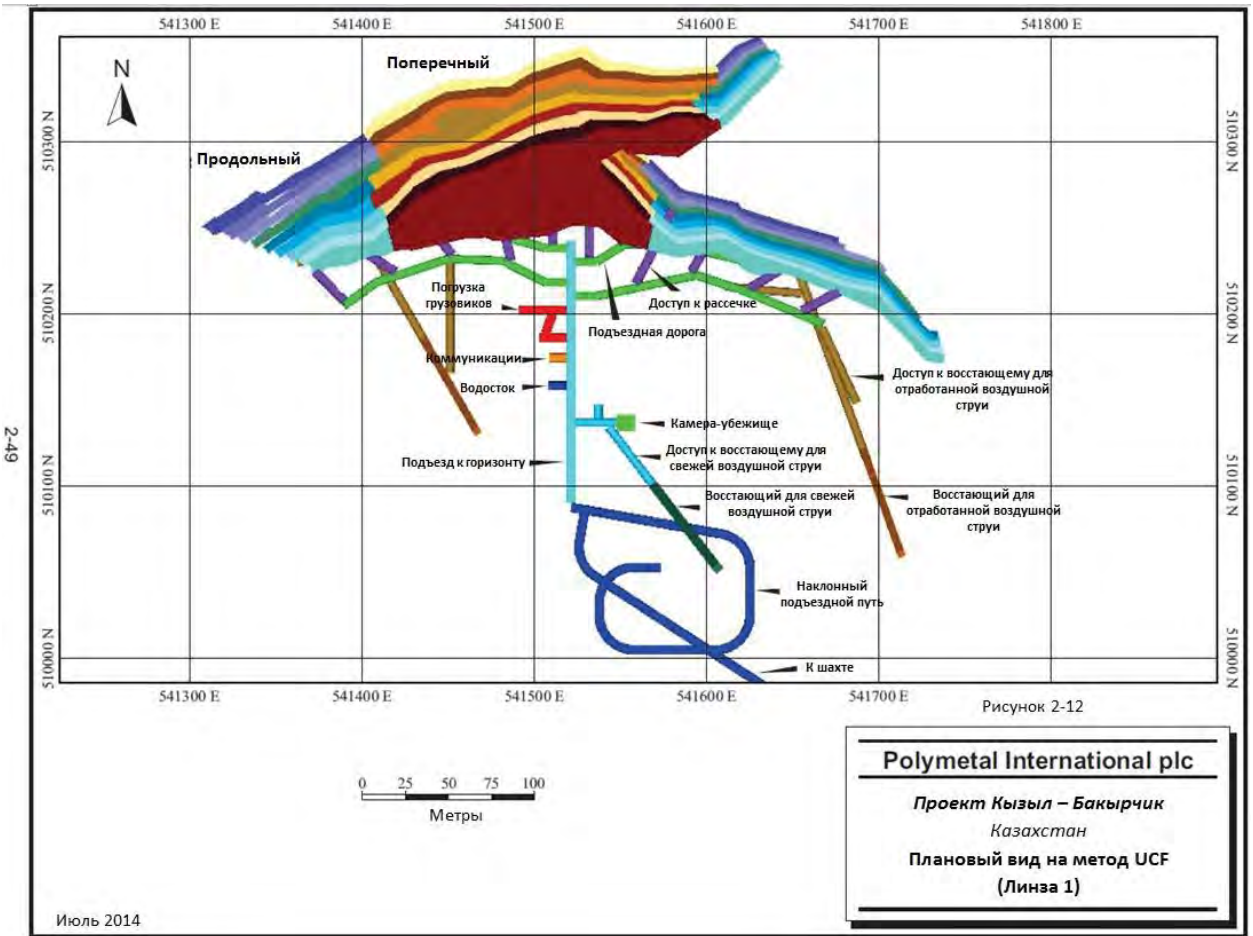 541300 E 541400 E 541500 E 541600 E 541700 E 541800 E
N
Поперечный
Продольный
510300 N
510300 N
Погрузка
грузовиков
Доступ к рассечке
Подъездная дорога
510200 N
510200 N
Коммуникации
Водосток
Доступ к восстающему для
отработанной воздушной
струи
Камера-убежище
Подъезд к горизонту
Доступ к восстающему для
свежей воздушной струи
2-49
510100 N
510100 N
Восстающий для свежей
воздушной струи
Восстающий для
отработанной воздушной
струи
Наклонный
подъездной путь
К шахте
510000 N
510000 N
541300 E 541400 E 541500 E 541600 E 541700 E
Рисунок 2-12
0 25 50 75 100
Метры
Polymetal International plc
Проект Кызыл – Бакырчик
Казахстан
Плановый вид на метод UCF
(Линза 1)
Июль 2014